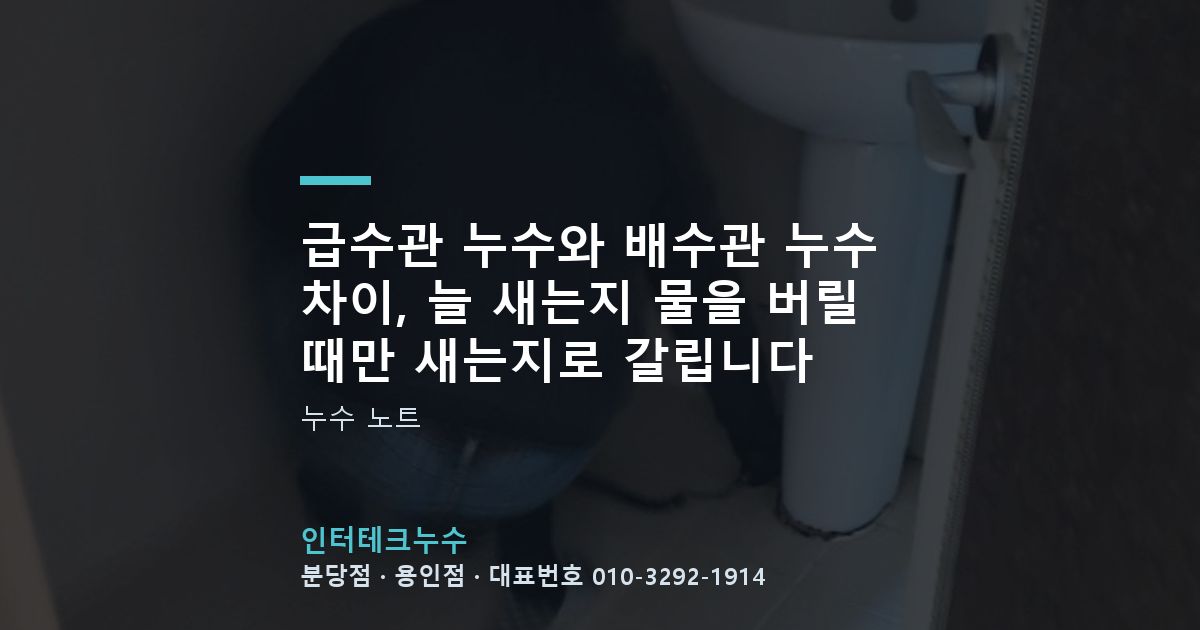 급수관 누수와 배수관 누수
차이, 늘 새는지 물을 버릴
때만 새는지로 갈립니다
누수 노트
인터테크누수
분당점 · 용인점 · 대표번호 010-3292-1914